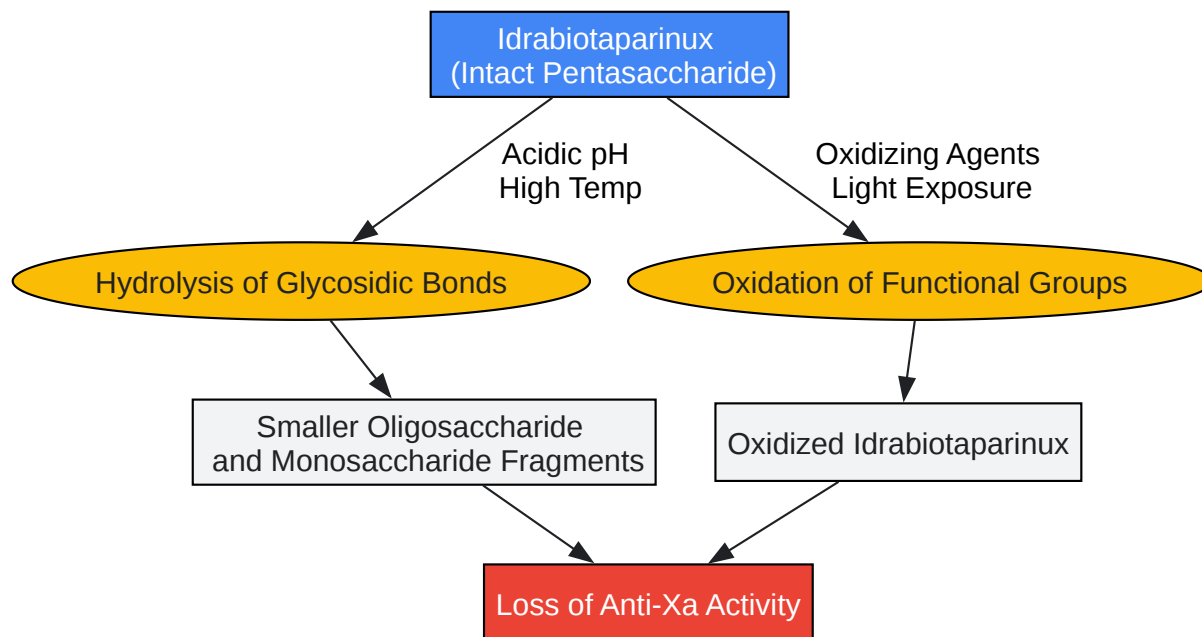 Idrabiotaparinux
(Intact Pentasaccharide)
Acidic pH
High Temp
Oxidizing Agents
Light Exposure
Hydrolysis of Glycosidic Bonds
Oxidation of Functional Groups
Smaller Oligosaccharide
and Monosaccharide Fragments
Oxidized Idrabiotaparinux
Loss of Anti-Xa Activity